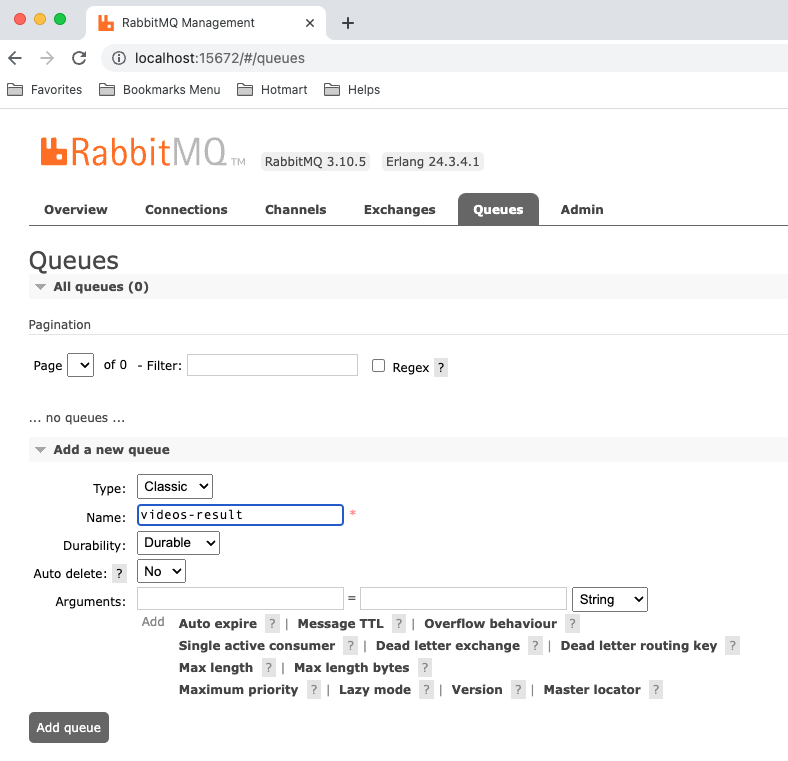 RabbitMQ Management
localhost:15672/#/queues
Favorites Bookmarks Menu Hotmart Helps
RabbitMQ TM RabbitMQ 3.10.5 Erlang 24.3.4.1
Overview Connections Channels Exchanges Queues Admin
Queues
All queues (0)
Pagination
Page of 0 - Filter: Regex ?
... no queues ...
Add a new queue
Type: Classic
Name: videos-result *
Durability: Durable
Auto delete: ? No
Arguments: = String
Add Auto expire ? | Message TTL ? | Overflow behaviour ?
Single active consumer ? | Dead letter exchange ? | Dead letter routing key ?
Max length ? | Max length bytes ?
Maximum priority ? | Lazy mode ? | Version ? | Master locator ?
Add queue